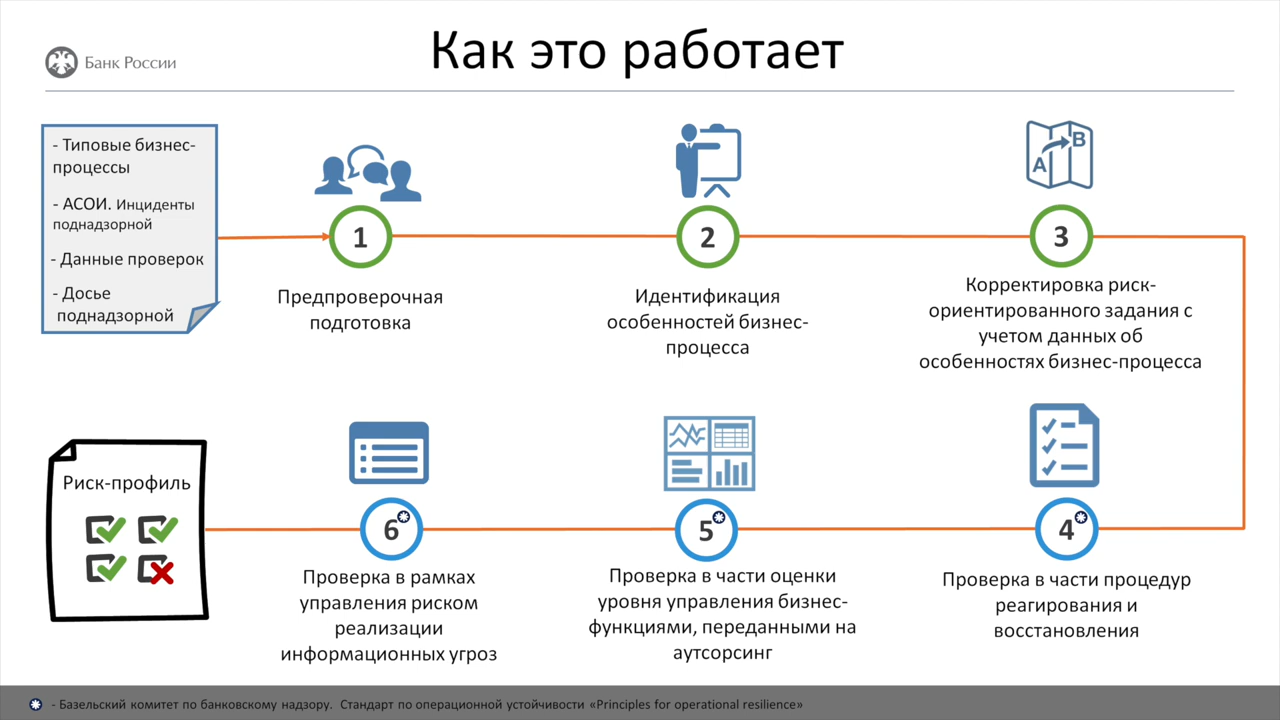 Как это работает
Банк России
- Типовые бизнес-
процессы
- АСОИ. Инциденты
поднадзорной
- Данные проверок
- Досье
поднадзорной
1
Предпроверочная
подготовка
2
Идентификация
особенностей бизнес-
процесса
A
B
3
Корректировка риск-
ориентированного задания с
учетом данных об
особенностях бизнес-процесса
4
Проверка в части процедур
реагирования и
восстановления
5
Проверка в части оценки
уровня управления бизнес-
функциями, переданными на
аутсорсинг
6
Проверка в рамках
управления риском
реализации
информационных угроз
Риск-профиль
- Базельский комитет по банковскому надзору. Стандарт по операционной устойчивости «Principles for operational resilience»